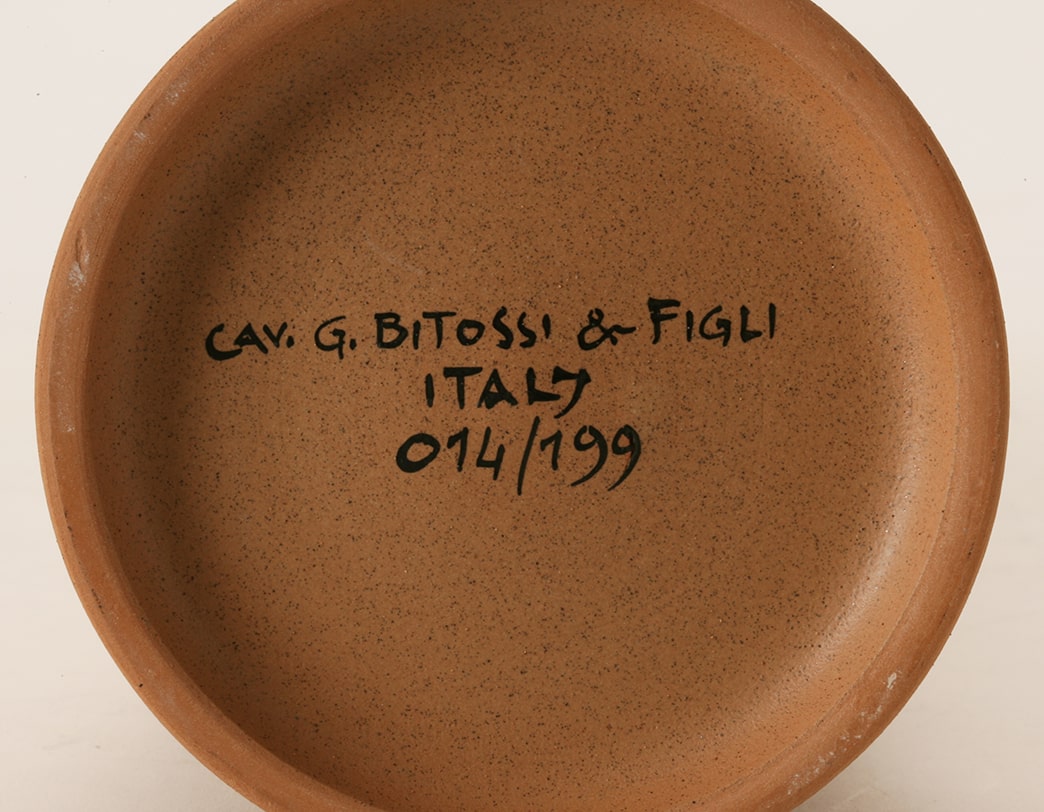 CAV. G. BITOSSI & FIGLI
ITALY
014/199